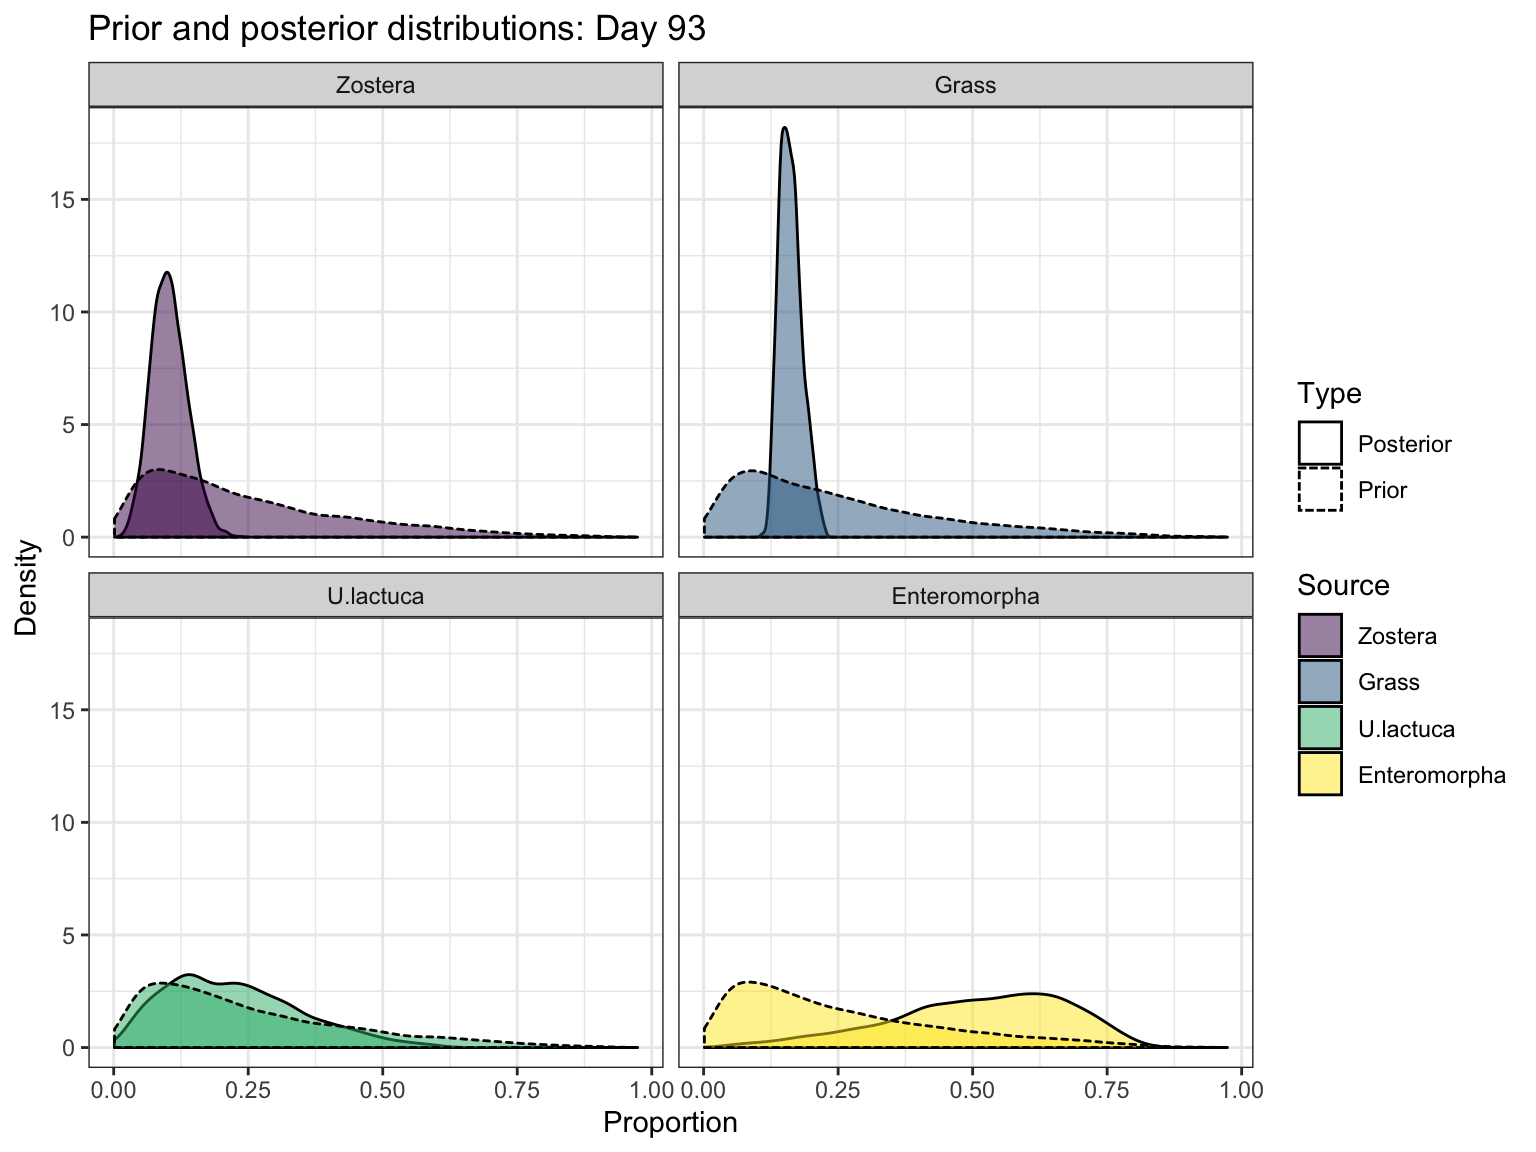 Prior and posterior distributions: Day 93
Zostera
Grass
15
10
5
0
U.lactuca
Enteromorpha
15
10
5
0
Density
0.00 0.25 0.50 0.75 1.00 0.00 0.25 0.50 0.75 1.00
Proportion
Type
Posterior
Prior
Source
Zostera
Grass
U.lactuca
Enteromorpha